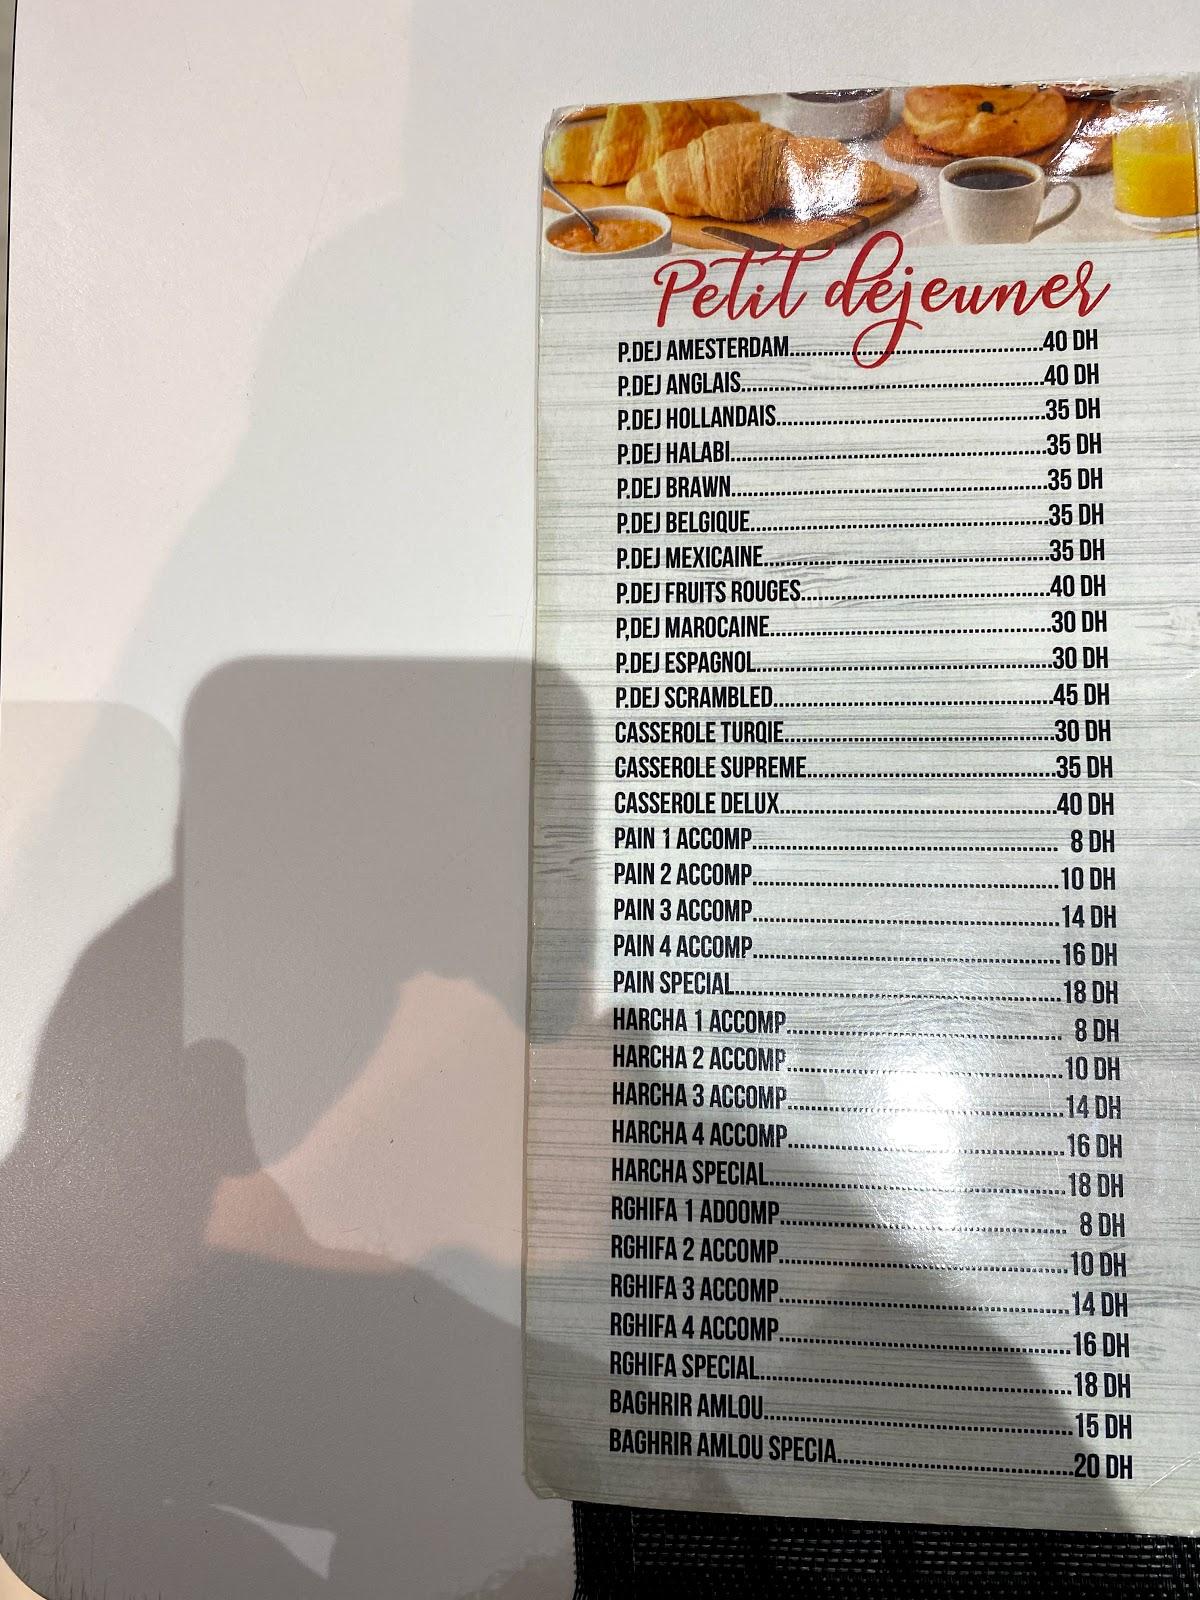 Petit déjeuner
P.DEJ AMESTERDAM....................................................40 DH
P.DEJ ANGLAIS....................................................40 DH
P.DEJ HOLLANDAIS....................................................35 DH
P.DEJ HALABI....................................................35 DH
P.DEJ BRAWN....................................................35 DH
P.DEJ BELGIQUE....................................................35 DH
P.DEJ MEXICAINE....................................................35 DH
P.DEJ FRUITS ROUGES....................................................40 DH
P,DEJ MAROCAINE....................................................30 DH
P.DEJ ESPAGNOL....................................................30 DH
P.DEJ SCRAMBLED....................................................45 DH
CASSEROLE TURQIE....................................................30 DH
CASSEROLE SUPREME....................................................35 DH
CASSEROLE DELUX....................................................40 DH
PAIN 1 ACCOMP.................................................... 8 DH
PAIN 2 ACCOMP....................................................10 DH
PAIN 3 ACCOMP....................................................14 DH
PAIN 4 ACCOMP....................................................16 DH
PAIN SPECIAL....................................................18 DH
HARCHA 1 ACCOMP.................................................... 8 DH
HARCHA 2 ACCOMP....................................................10 DH
HARCHA 3 ACCOMP....................................................14 DH
HARCHA 4 ACCOMP....................................................16 DH
HARCHA SPECIAL....................................................18 DH
RGHIFA 1 ADOOMP.................................................... 8 DH
RGHIFA 2 ACCOMP....................................................10 DH
RGHIFA 3 ACCOMP....................................................14 DH
RGHIFA 4 ACCOMP....................................................16 DH
RGHIFA SPECIAL....................................................18 DH
BAGHRIR AMLOU....................................................15 DH
BAGHRIR AMLOU SPECIA....................................................20 DH